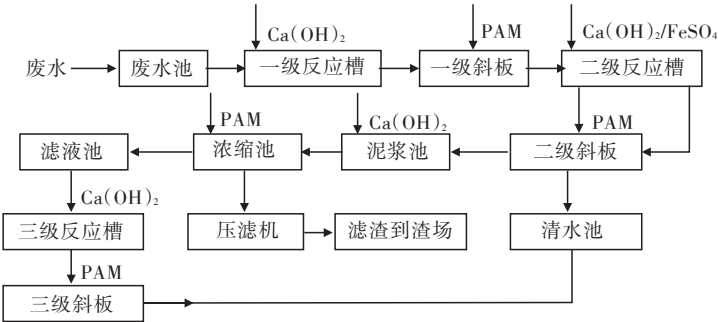 Ca(OH)₂
PAM
Ca(OH)₂/FeSO₄
废水
废水池
一级反应槽
一级斜板
二级反应槽
PAM
Ca(OH)₂
PAM
滤液池
浓缩池
泥浆池
二级斜板
Ca(OH)₂
三级反应槽
压滤机
滤渣到渣场
清水池
PAM
三级斜板